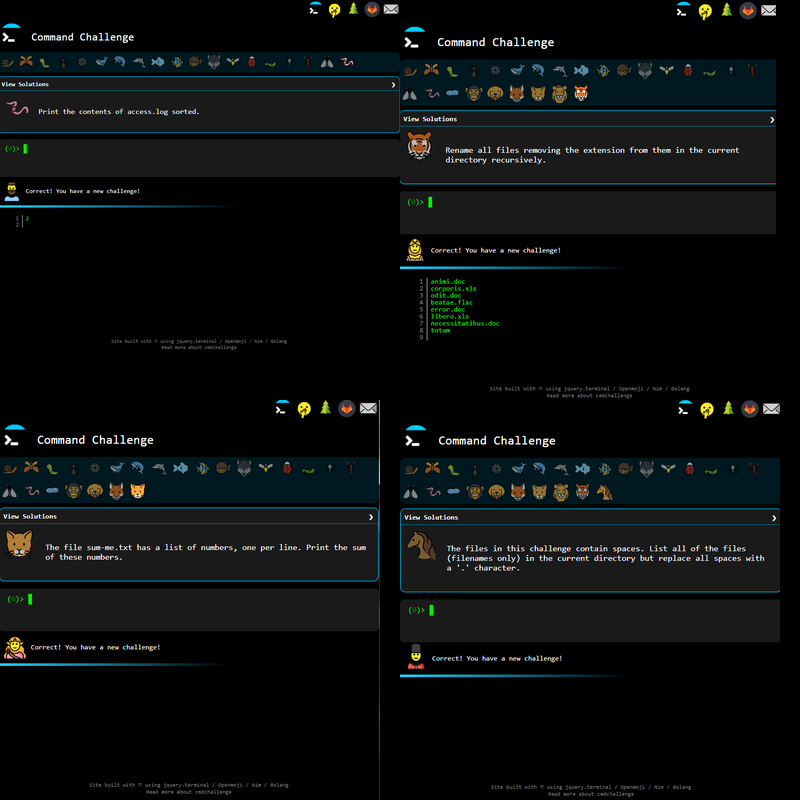 Command Challenge
View Solutions
Print the contents of access.log sorted.
(0)>
Correct! You have a new challenge!
1 2
2
Site built with ♡ using jquery.terminal / Openmoji / Nim / Golang
Read more about cmdchallenge
Command Challenge
View Solutions
Rename all files removing the extension from them in the current
directory recursively.
(0)>
Correct! You have a new challenge!
1 animi.doc
2 corporis.xls
3 odit.doc
4 beatae.flac
5 error.doc
6 libero.xls
7 necessitatibus.doc
8 totam
9
Site built with ♡ using jquery.terminal / Openmoji / Nim / Golang
Read more about cmdchallenge
Command Challenge
View Solutions
The file sum-me.txt has a list of numbers, one per line. Print the sum
of these numbers.
(0)>
Correct! You have a new challenge!
Site built with ♡ using jquery.terminal / Openmoji / Nim / Golang
Read more about cmdchallenge
Command Challenge
View Solutions
The files in this challenge contain spaces. List all of the files
(filenames only) in the current directory but replace all spaces with
a '.' character.
(0)>
Correct! You have a new challenge!
Site built with ♡ using jquery.terminal / Openmoji / Nim / Golang
Read more about cmdchallenge